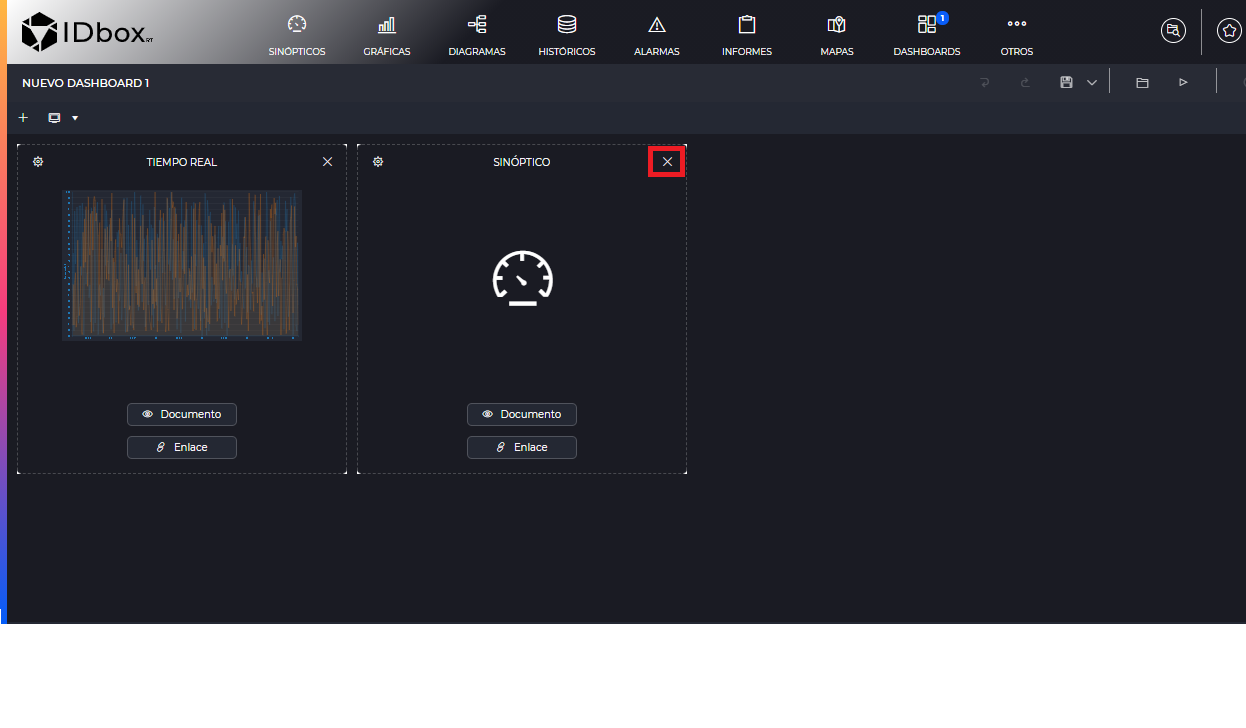 IDbox RT
SINÓPTICOS GRÁFICAS DIAGRAMAS HISTÓRICOS ALARMAS INFORMES MAPAS DASHBOARDS 1 OTROS
NUEVO DASHBOARD 1
TIEMPO REAL
SINÓPTICO
Documento
Enlace
Documento
Enlace